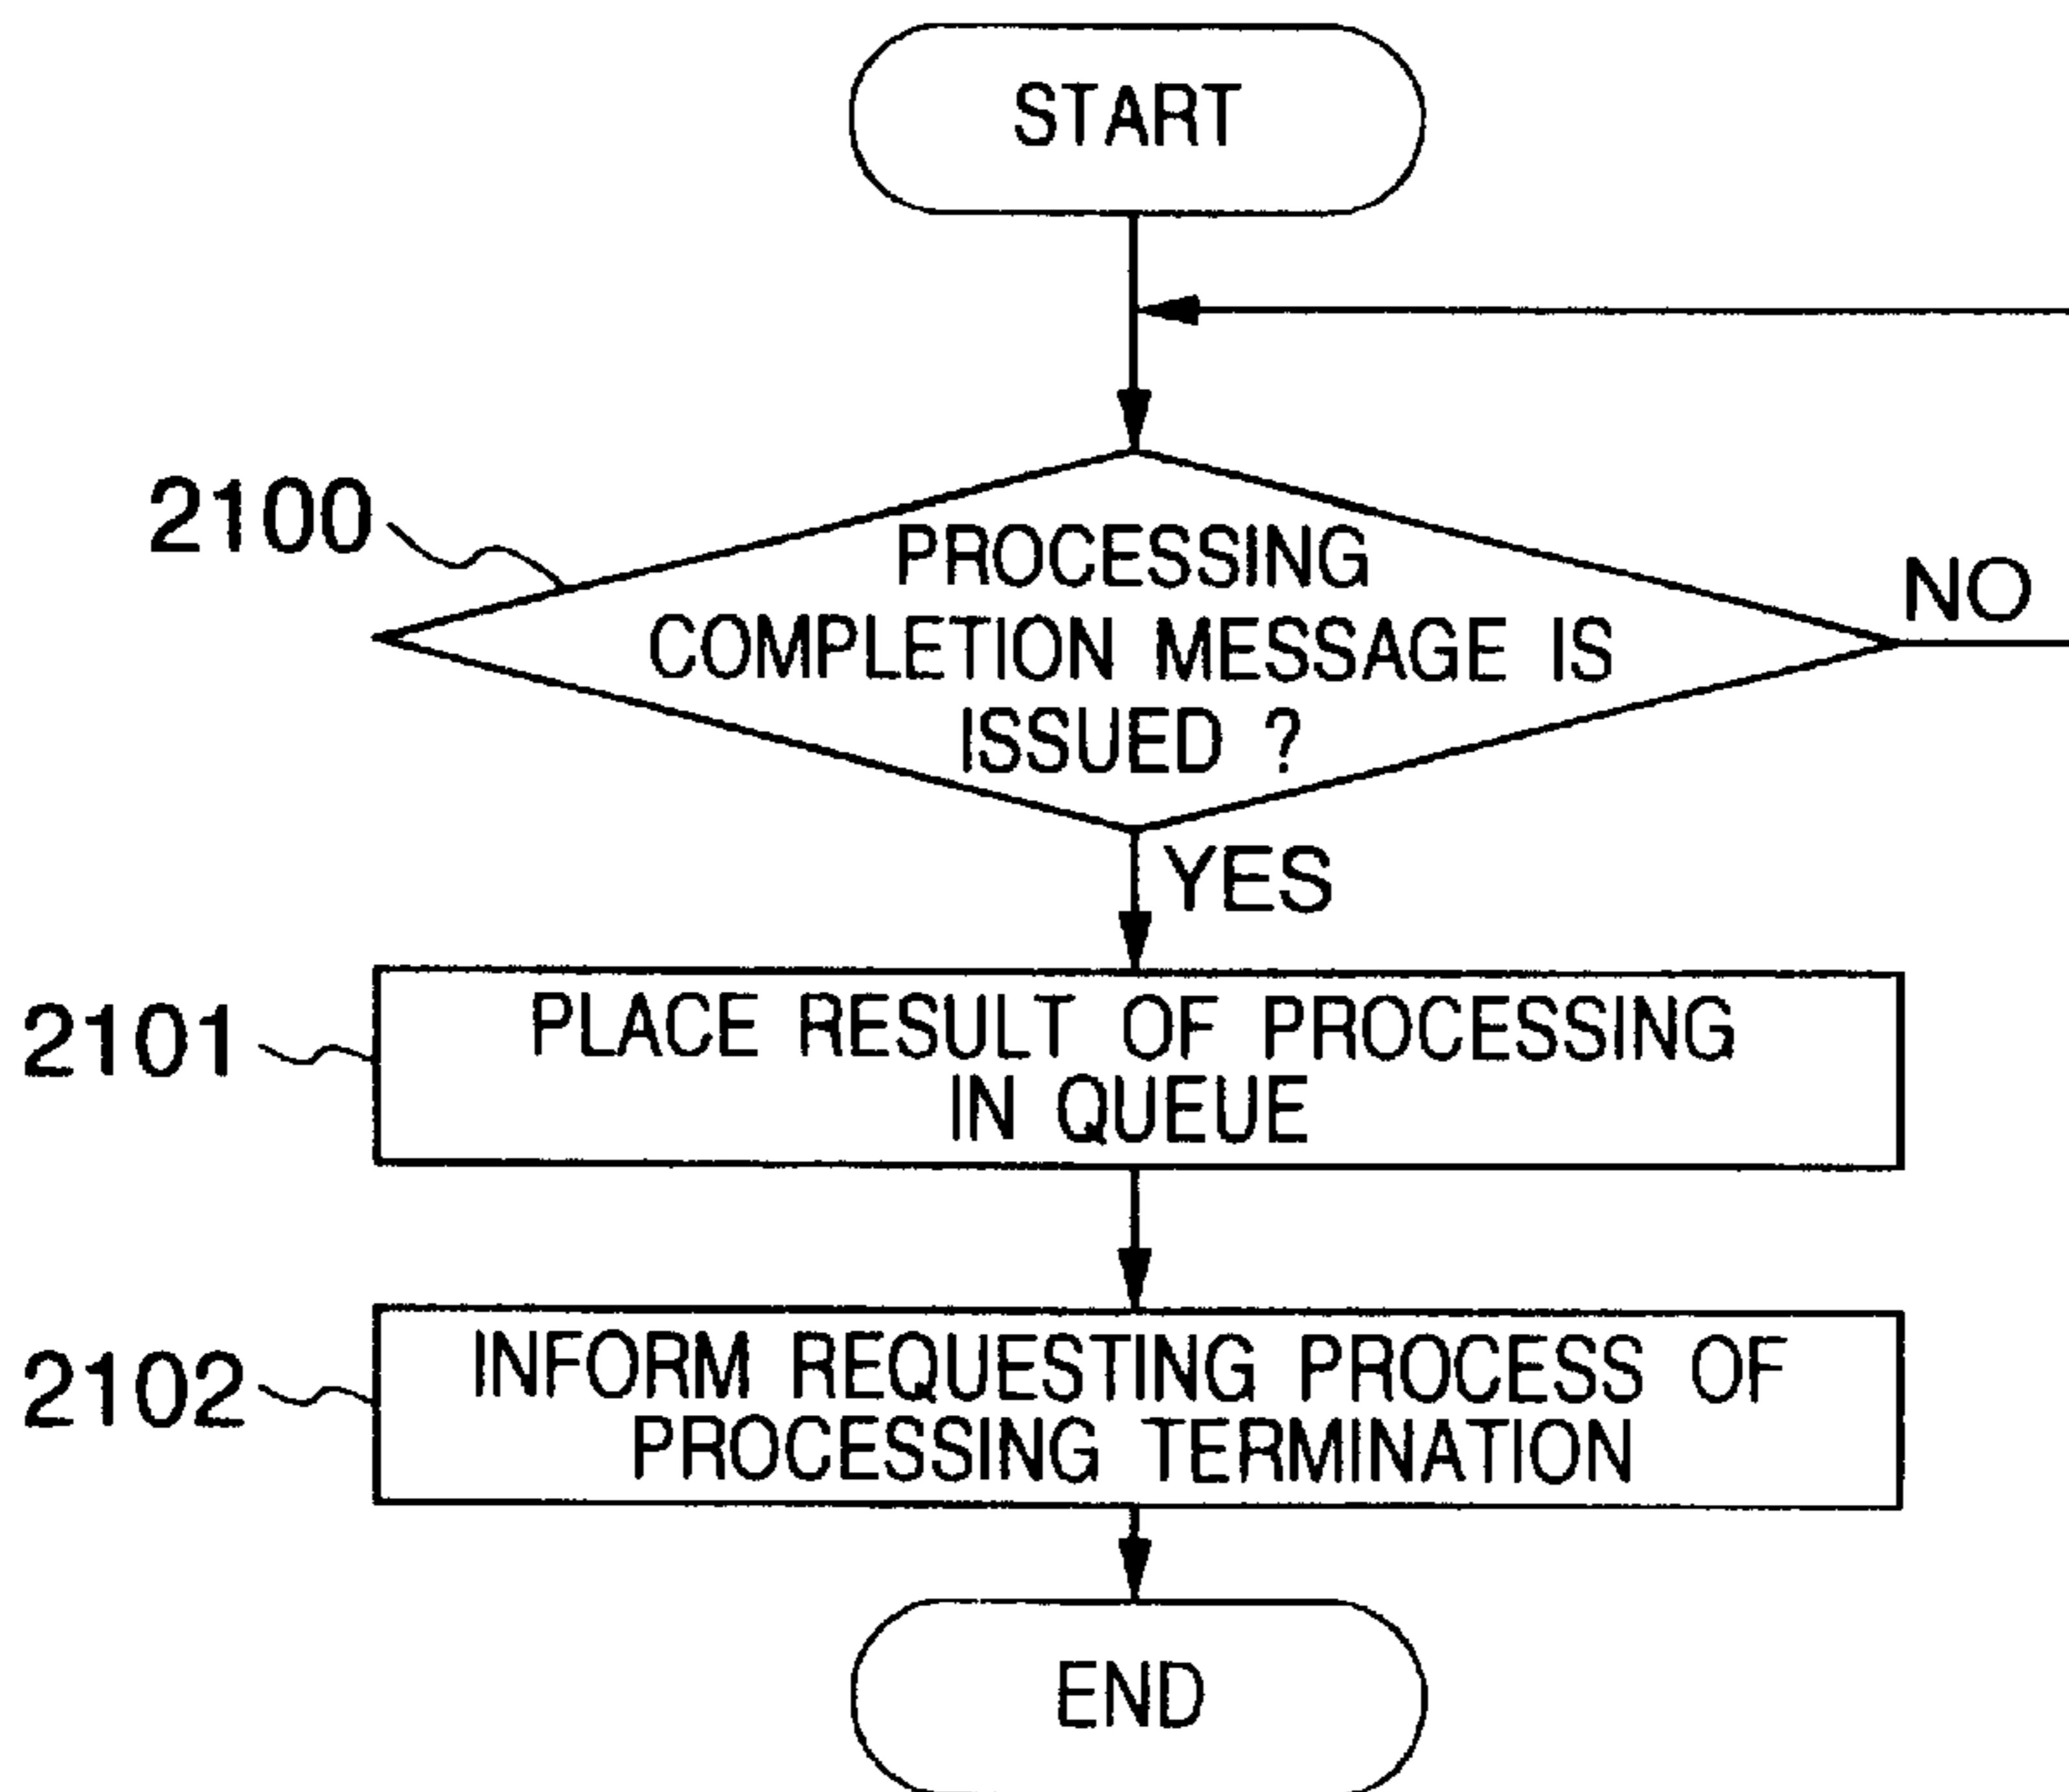 START
2100
PROCESSING
COMPLETION MESSAGE IS
ISSUED ?
NO
YES
2101
PLACE RESULT OF PROCESSING
IN QUEUE
2102
INFORM REQUESTING PROCESS OF
PROCESSING TERMINATION
END